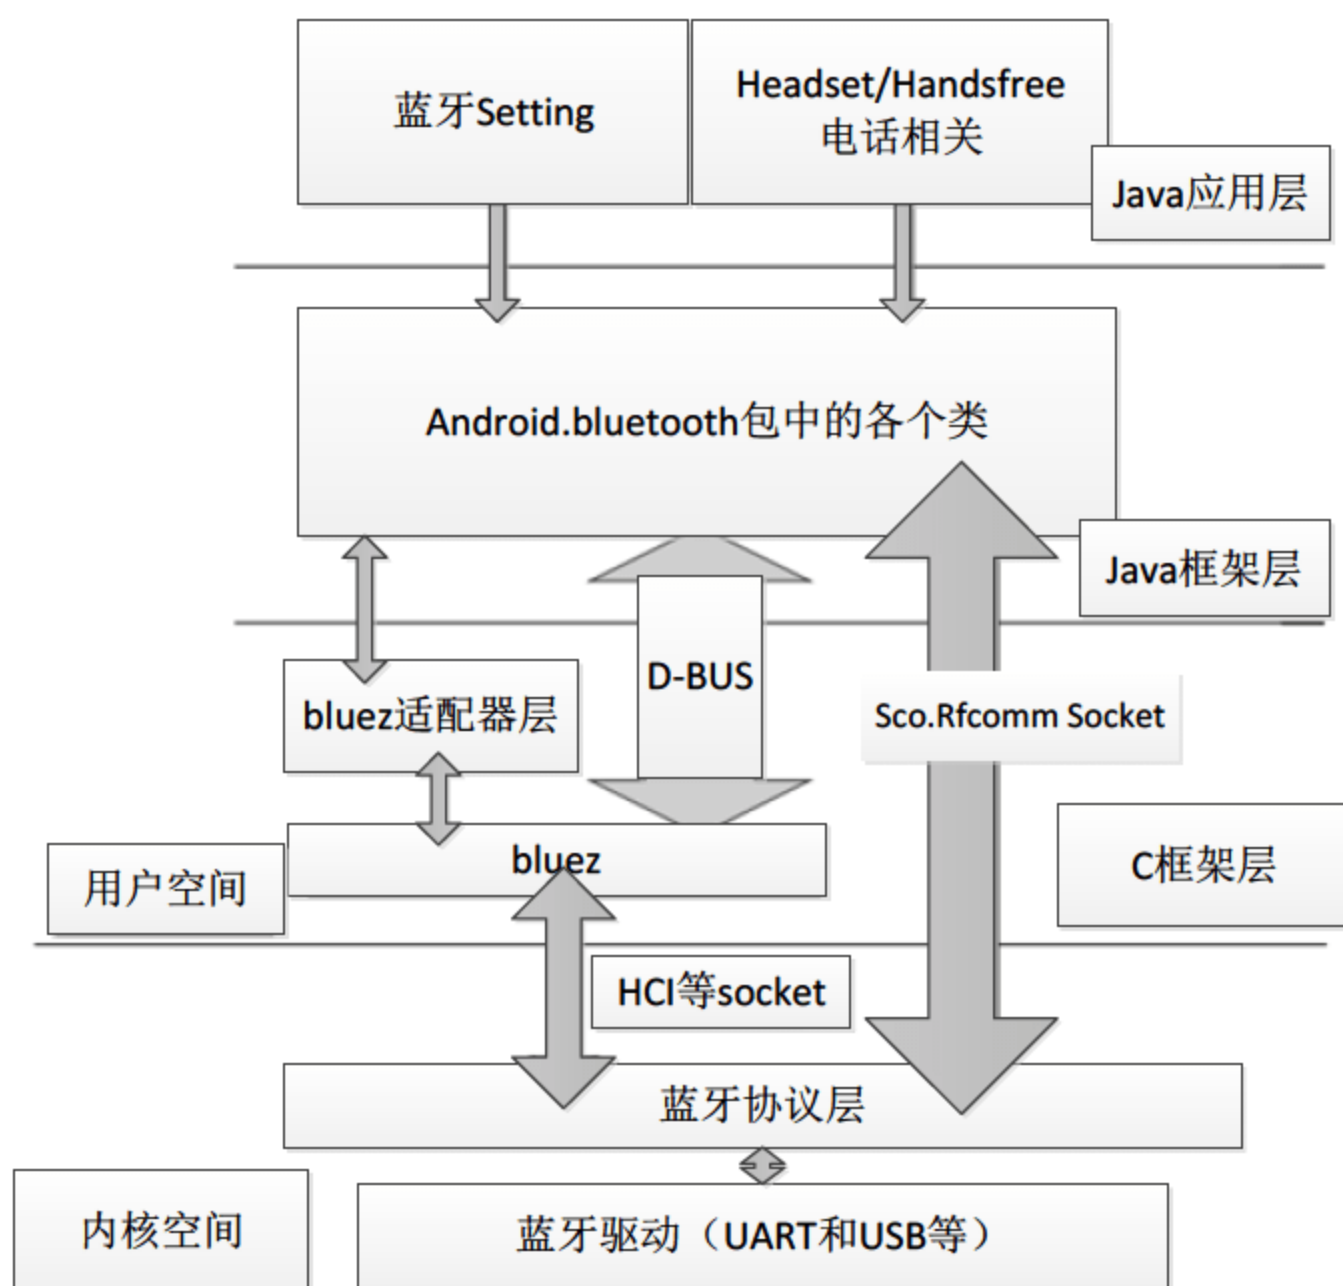 蓝牙Setting
Headset/Handsfree
电话相关
Java应用层
Android.bluetooth包中的各个类
Java框架层
D-BUS
bluez适配器层
Sco.Rfcomm Socket
bluez
C框架层
用户空间
HCI等socket
蓝牙协议层
内核空间
蓝牙驱动（UART和USB等）